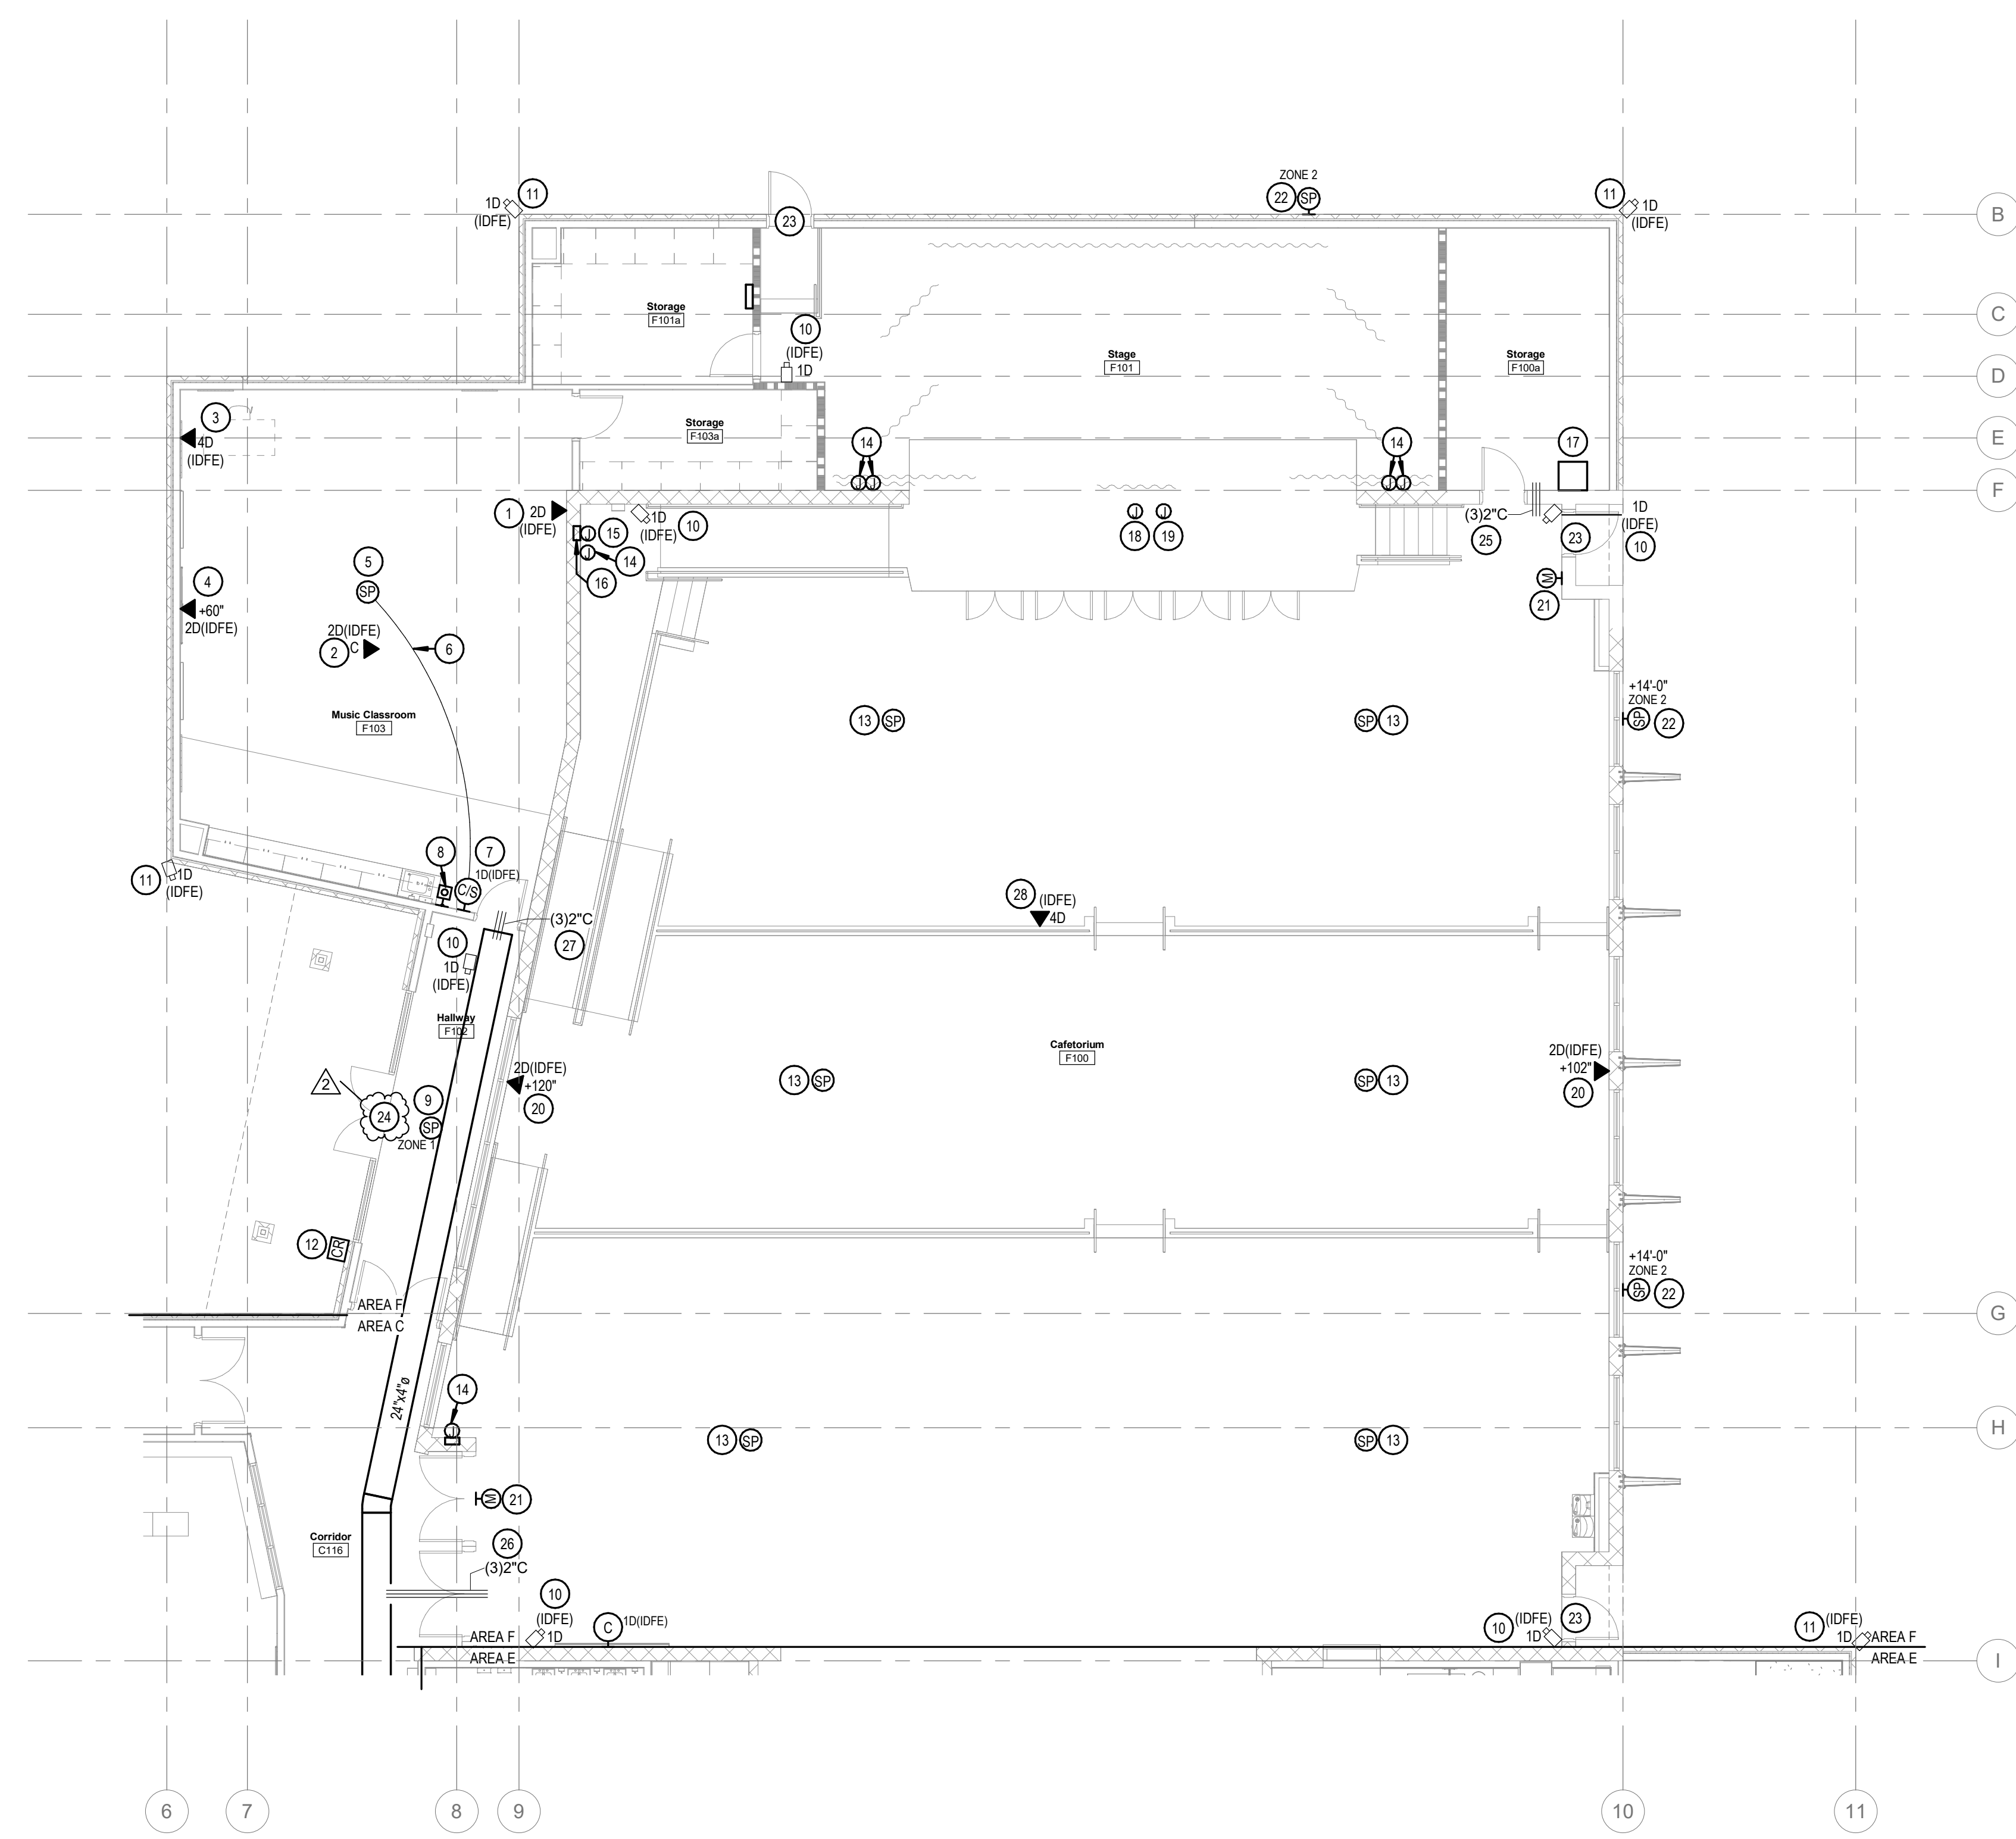 ZONE 2
11
1D
(IDFE)
22
SP
11
1D
(IDFE)
B
23
Storage
F101a
10
(IDFE)
1D
C
Stage
F101
Storage
F100a
D
3
4D
(IDFE)
Storage
F103a
14
14
17
E
J
J
J
J
F
1
2D
(IDFE)
1D
(IDFE)
10
J
15
J
14
16
J
J
18
19
(3)2"C
25
23
1D
(IDFE)
10
5
SP
4
+60"
2D(IDFE)
M
21
2D(IDFE)
2
C
6
Music Classroom
F103
13
SP
SP
13
+14'-0"
ZONE 2
SP
22
8
7
1D(IDFE)
C/S
11
1D
(IDFE)
28
(IDFE)
4D
(3)2"C
27
10
1D
(IDFE)
Hallway
F102
Cafetorium
F100
2D(IDFE)
+120"
20
2D(IDFE)
+102"
20
2
24
9
SP
ZONE 1
13
SP
SP
13
12
CR
+14'-0"
ZONE 2
SP
22
AREA F
AREA C
G
24"x4"ø
14
J
H
13
SP
SP
13
M
21
Corridor
C116
26
(3)2"C
10
(IDFE)
1D
C
1D(IDFE)
10
(IDFE)
1D
23
11
(IDFE)
1D
AREA F
AREA E
AREA F
AREA E
I
6
7
8
9
10
11